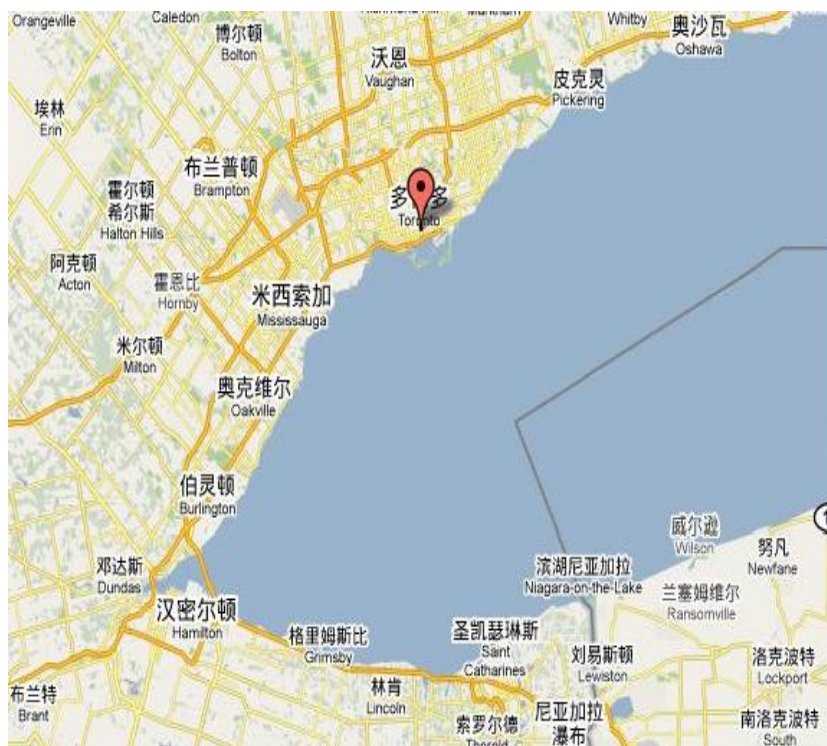 Orangeville
Caledon
博尔顿
Bolton
沃恩
Vaughan
Whitby
奥沙瓦
Oshawa
皮克灵
Pickering
埃林
Erin
布兰普顿
Brampton
霍尔顿
希尔斯
Halton Hills
多 多
Toronto
阿克顿
Acton
霍恩比
Hornby
米西索加
Mississauga
米尔顿
Milton
奥克维尔
Oakville
伯灵顿
Burlington
威尔逊
Wilson
努凡
Newfane
邓达斯
Dundas
滨湖尼亚加拉
Niagara-on-the-Lake
兰塞姆维尔
Ransomville
汉密尔顿
Hamilton
格里姆斯比
Grimsby
圣凯瑟琳斯
Saint
Catharines
刘易斯顿
Lewiston
洛克波特
Lockport
布兰特
Brant
林肯
Lincoln
索罗尔德
Thorold
尼亚加拉
瀑布
南洛克波特
South